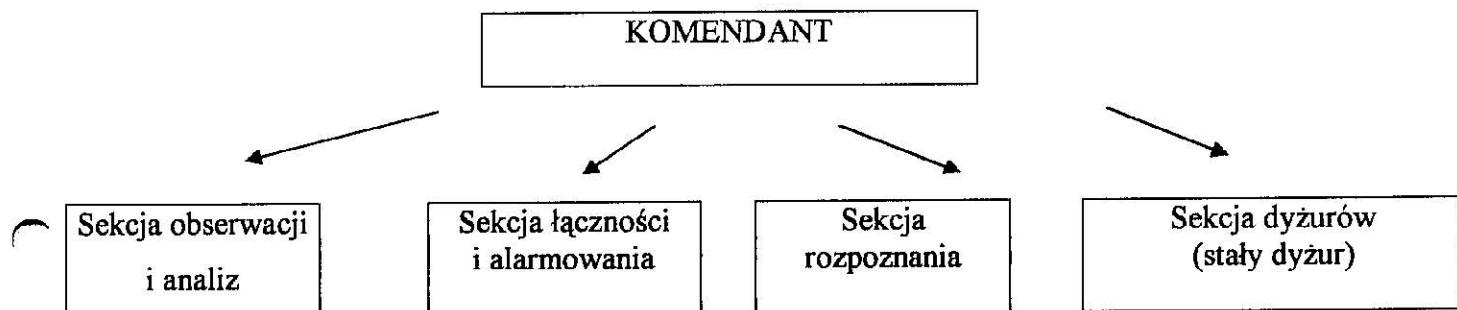 KOMENDANT
Sekcja obserwacji
i analiz
Sekcja łączności
i alarmowania
Sekcja
rozpoznania
Sekcja dyżurów
(stały dyżur)